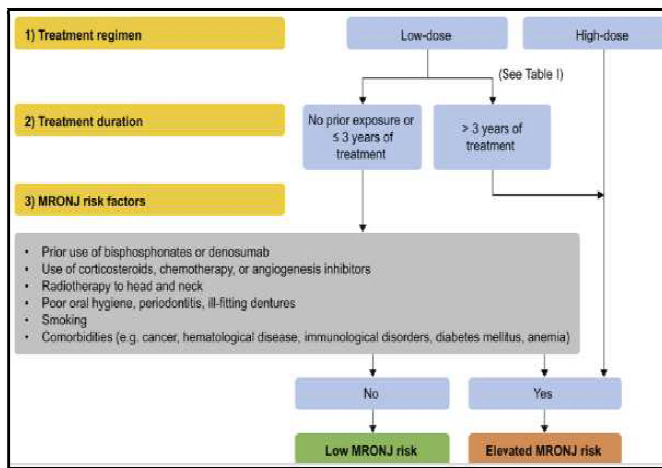 1) Treatment regimen
Low-dose
High-dose
(See Table I)
2) Treatment duration
No prior exposure or
≤ 3 years of
treatment
> 3 years of
treatment
3) MRONJ risk factors
• Prior use of bisphosphonates or denosumab
• Use of corticosteroids, chemotherapy, or angiogenesis inhibitors
• Radiotherapy to head and neck
• Poor oral hygiene, periodontitis, ill-fitting dentures
• Smoking
• Comorbidities (e.g. cancer, hematological disease, immunological disorders, diabetes mellitus, anemia)
No
Yes
Low MRONJ risk
Elevated MRONJ risk